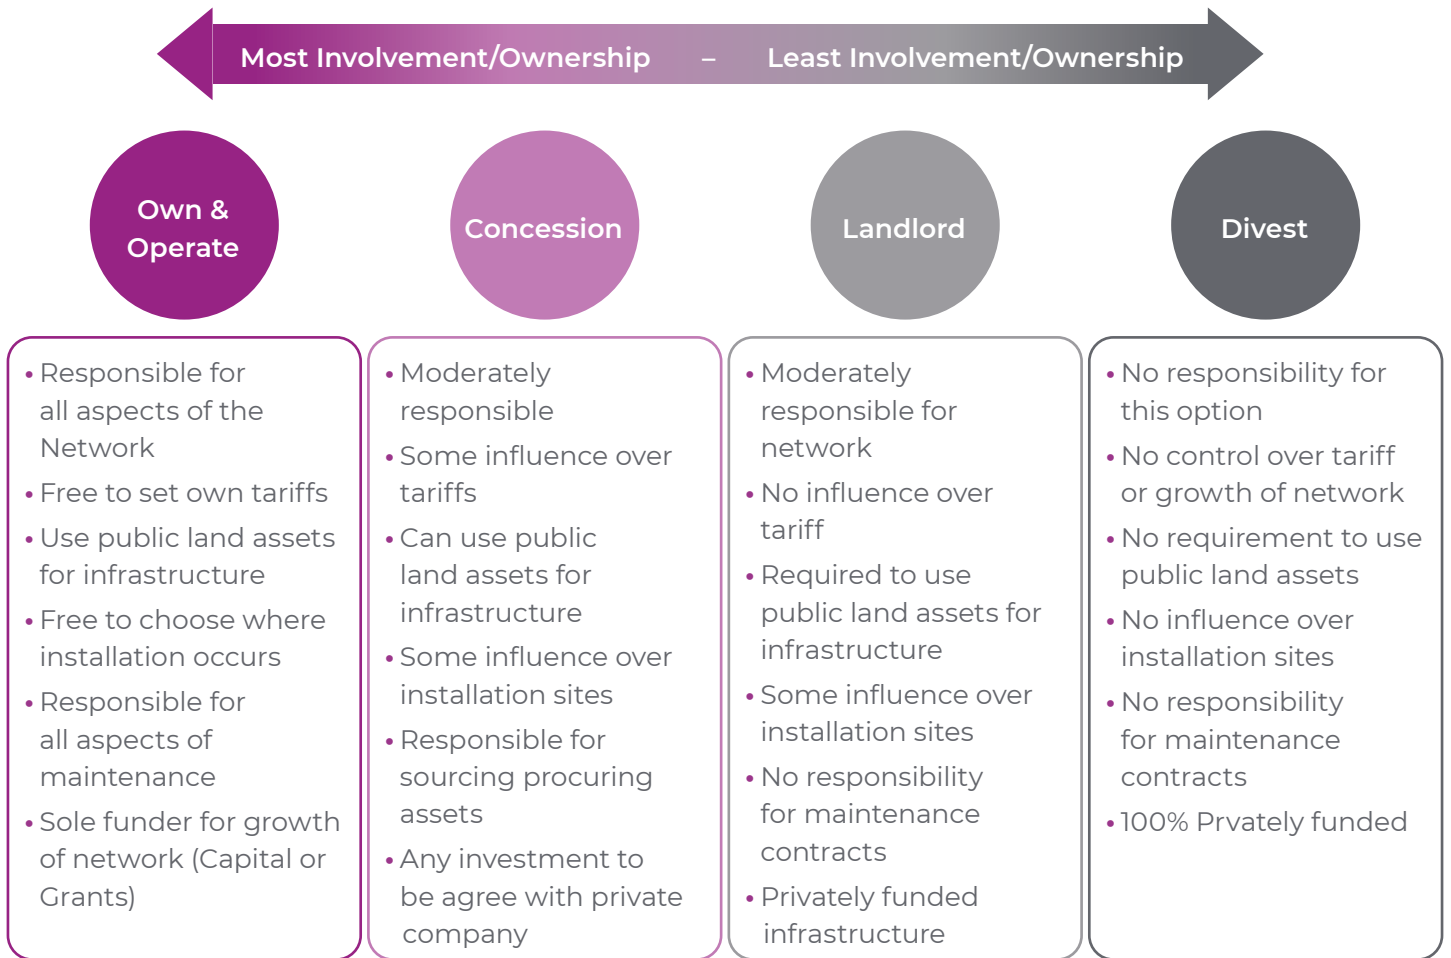 Most Involvement/Ownership – Least Involvement/Ownership
Own &
Operate
Concession
Landlord
Divest
• Responsible for
all aspects of the
Network
• Free to set own tariffs
• Use public land assets
for infrastructure
• Free to choose where
installation occurs
• Responsible for
all aspects of
maintenance
• Sole funder for growth
of network (Capital or
Grants)
• Moderately
responsible
• Some influence over
tariffs
• Can use public
land assets for
infrastructure
• Some influence over
installation sites
• Responsible for
sourcing procuring
assets
• Any investment to
be agree with private
company
• Moderately
responsible for
network
• No influence over
tariff
• Required to use
public land assets for
infrastructure
• Some influence over
installation sites
• No responsibility
for maintenance
contracts
• Privately funded
infrastructure
• No responsibility for
this option
• No control over tariff
or growth of network
• No requirement to use
public land assets
• No influence over
installation sites
• No responsibility
for maintenance
contracts
• 100% Prvately funded